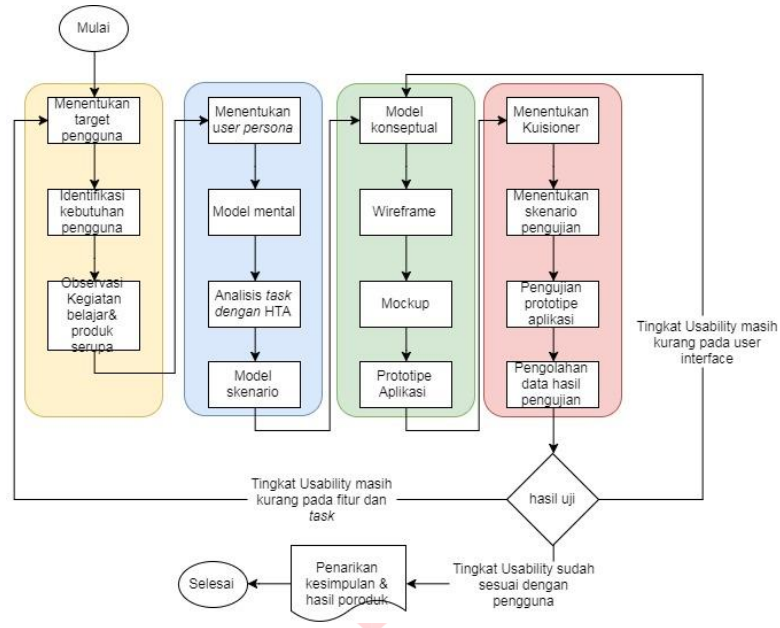 Mulai
Menentukan
target
pengguna
Identifikasi
kebutuhan
pengguna
Observasi
Kegiatan
belajar&
produk
serupa
Menentukan
user persona
Model mental
Analisis task
dengan HTA
Model
skenario
Model
konseptual
Wireframe
Mockup
Prototipe
Aplikasi
Menentukan
Kuisioner
Menentukan
skenario
pengujian
Pengujian
prototipe
aplikasi
Pengolahan
data hasil
pengujian
Tingkat Usability masih
kurang pada user
interface
hasil uji
Tingkat Usability masih
kurang pada fitur dan
task
Tingkat Usability sudah
sesuai dengan
pengguna
Penarikan
kesimpulan &
hasil poroduk
Selesai